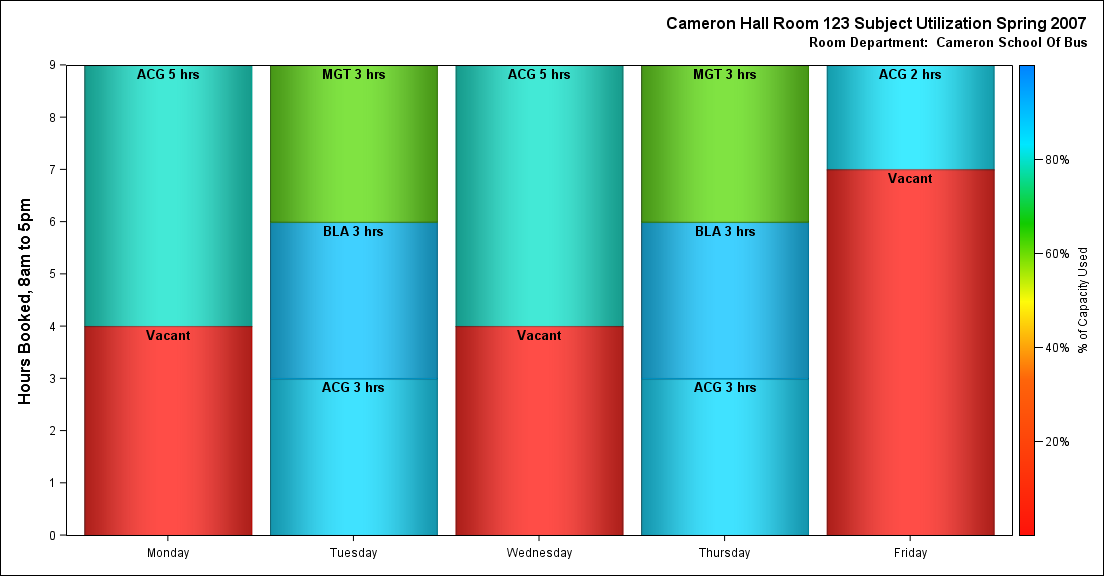 Cameron Hall Room 123 Subject Utilization Spring 2007
Room Department:  Cameron School Of Bus
Hours Booked, 8am to 5pm
9
8
7
6
5
4
3
2
1
0
ACG 5 hrs
Vacant
MGT 3 hrs
BLA 3 hrs
ACG 3 hrs
ACG 5 hrs
Vacant
MGT 3 hrs
BLA 3 hrs
ACG 3 hrs
ACG 2 hrs
Vacant
Monday
Tuesday
Wednesday
Thursday
Friday
80%
60%
40%
20%
% of Capacity Used